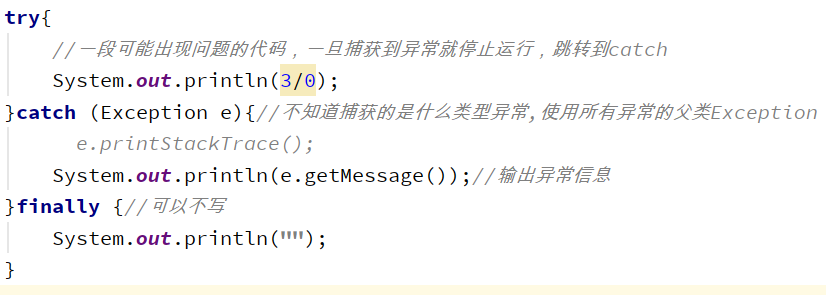 try{
//一段可能出现问题的代码，一旦捕获到异常就停止运行，跳转到catch
System.out.println(3/0);
}catch (Exception e){//不知道捕获的是什么类型异常,使用所有异常的父类Exception
e.printStackTrace();
System.out.println(e.getMessage());//输出异常信息
}finally {//可以不写
System.out.println("");
}